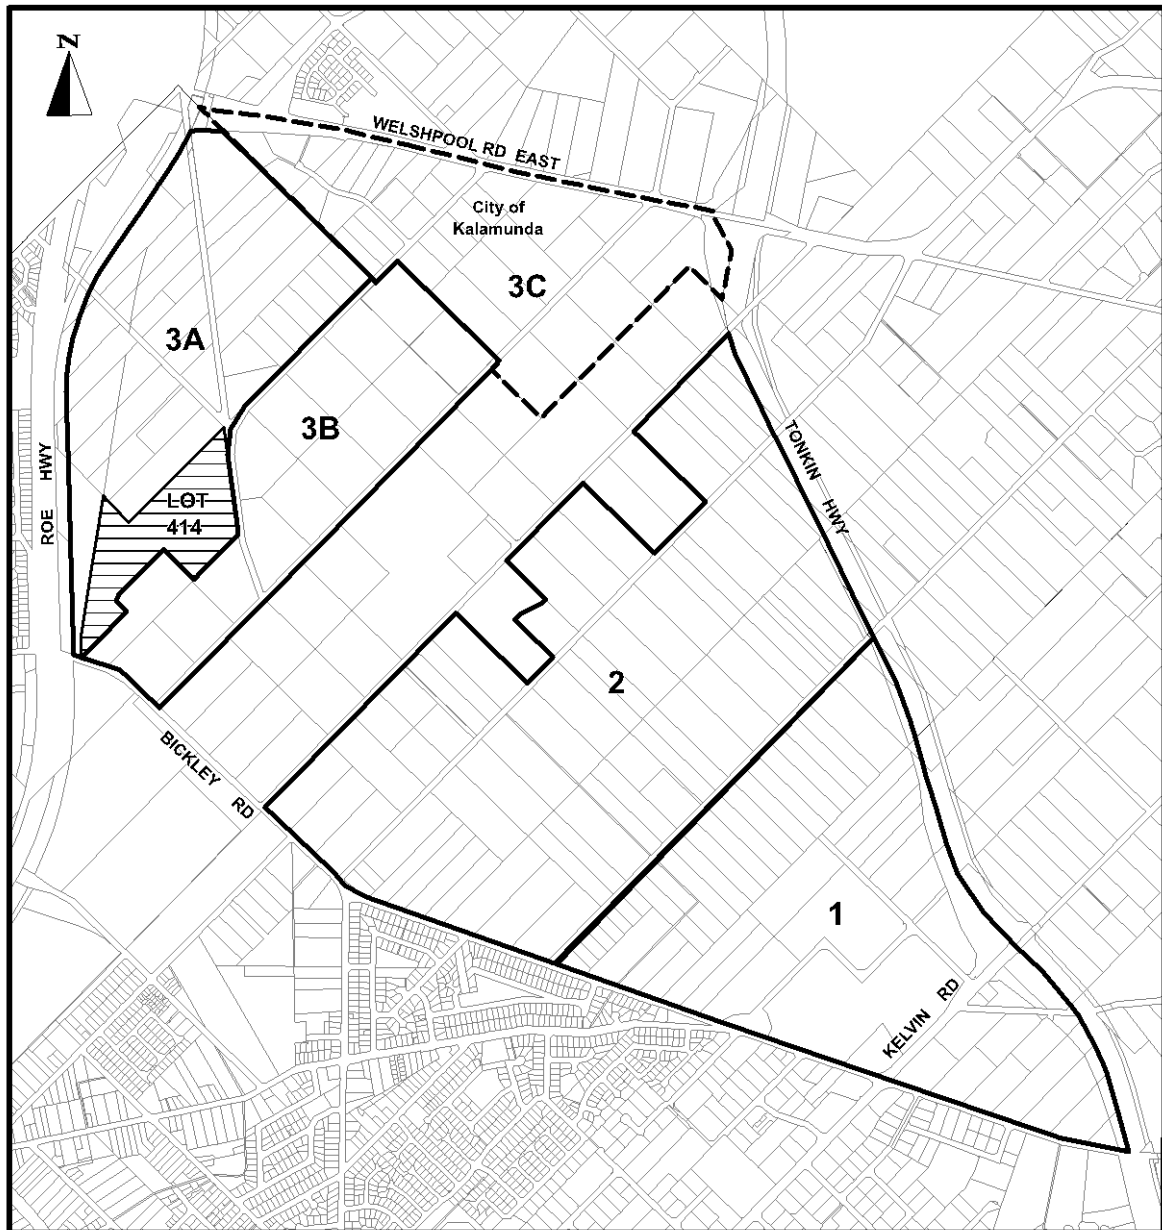 N
WELSHPOOL RD EAST
City of
Kalamunda
3C
3A
3B
ROE HWY
LOT
414
TONKIN HWY
2
BICKLEY RD
1
KELVIN RD